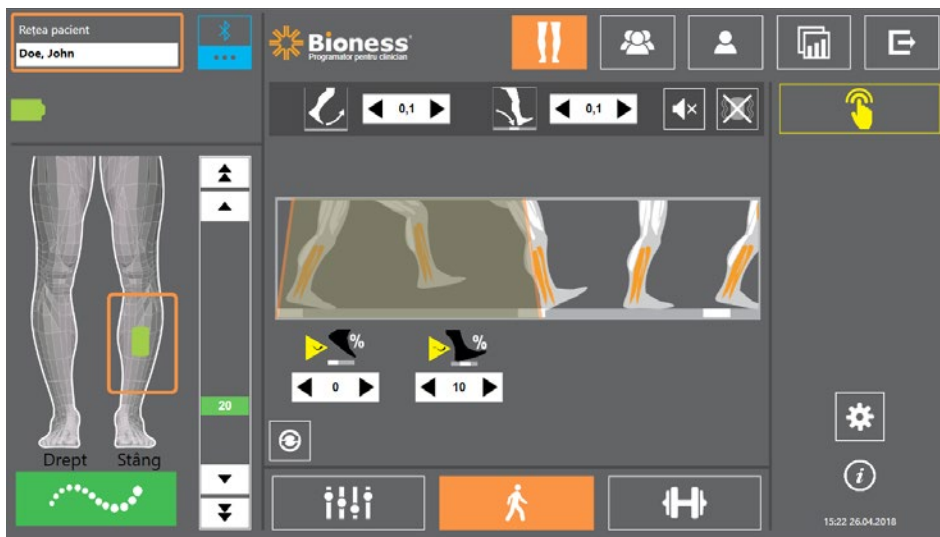 Rețea pacient
Doe, John
Bioness
Programator pentru clinician
0,1
0,1
20
%
%
0
10
Drept Stâng
15:22 26.04.2018